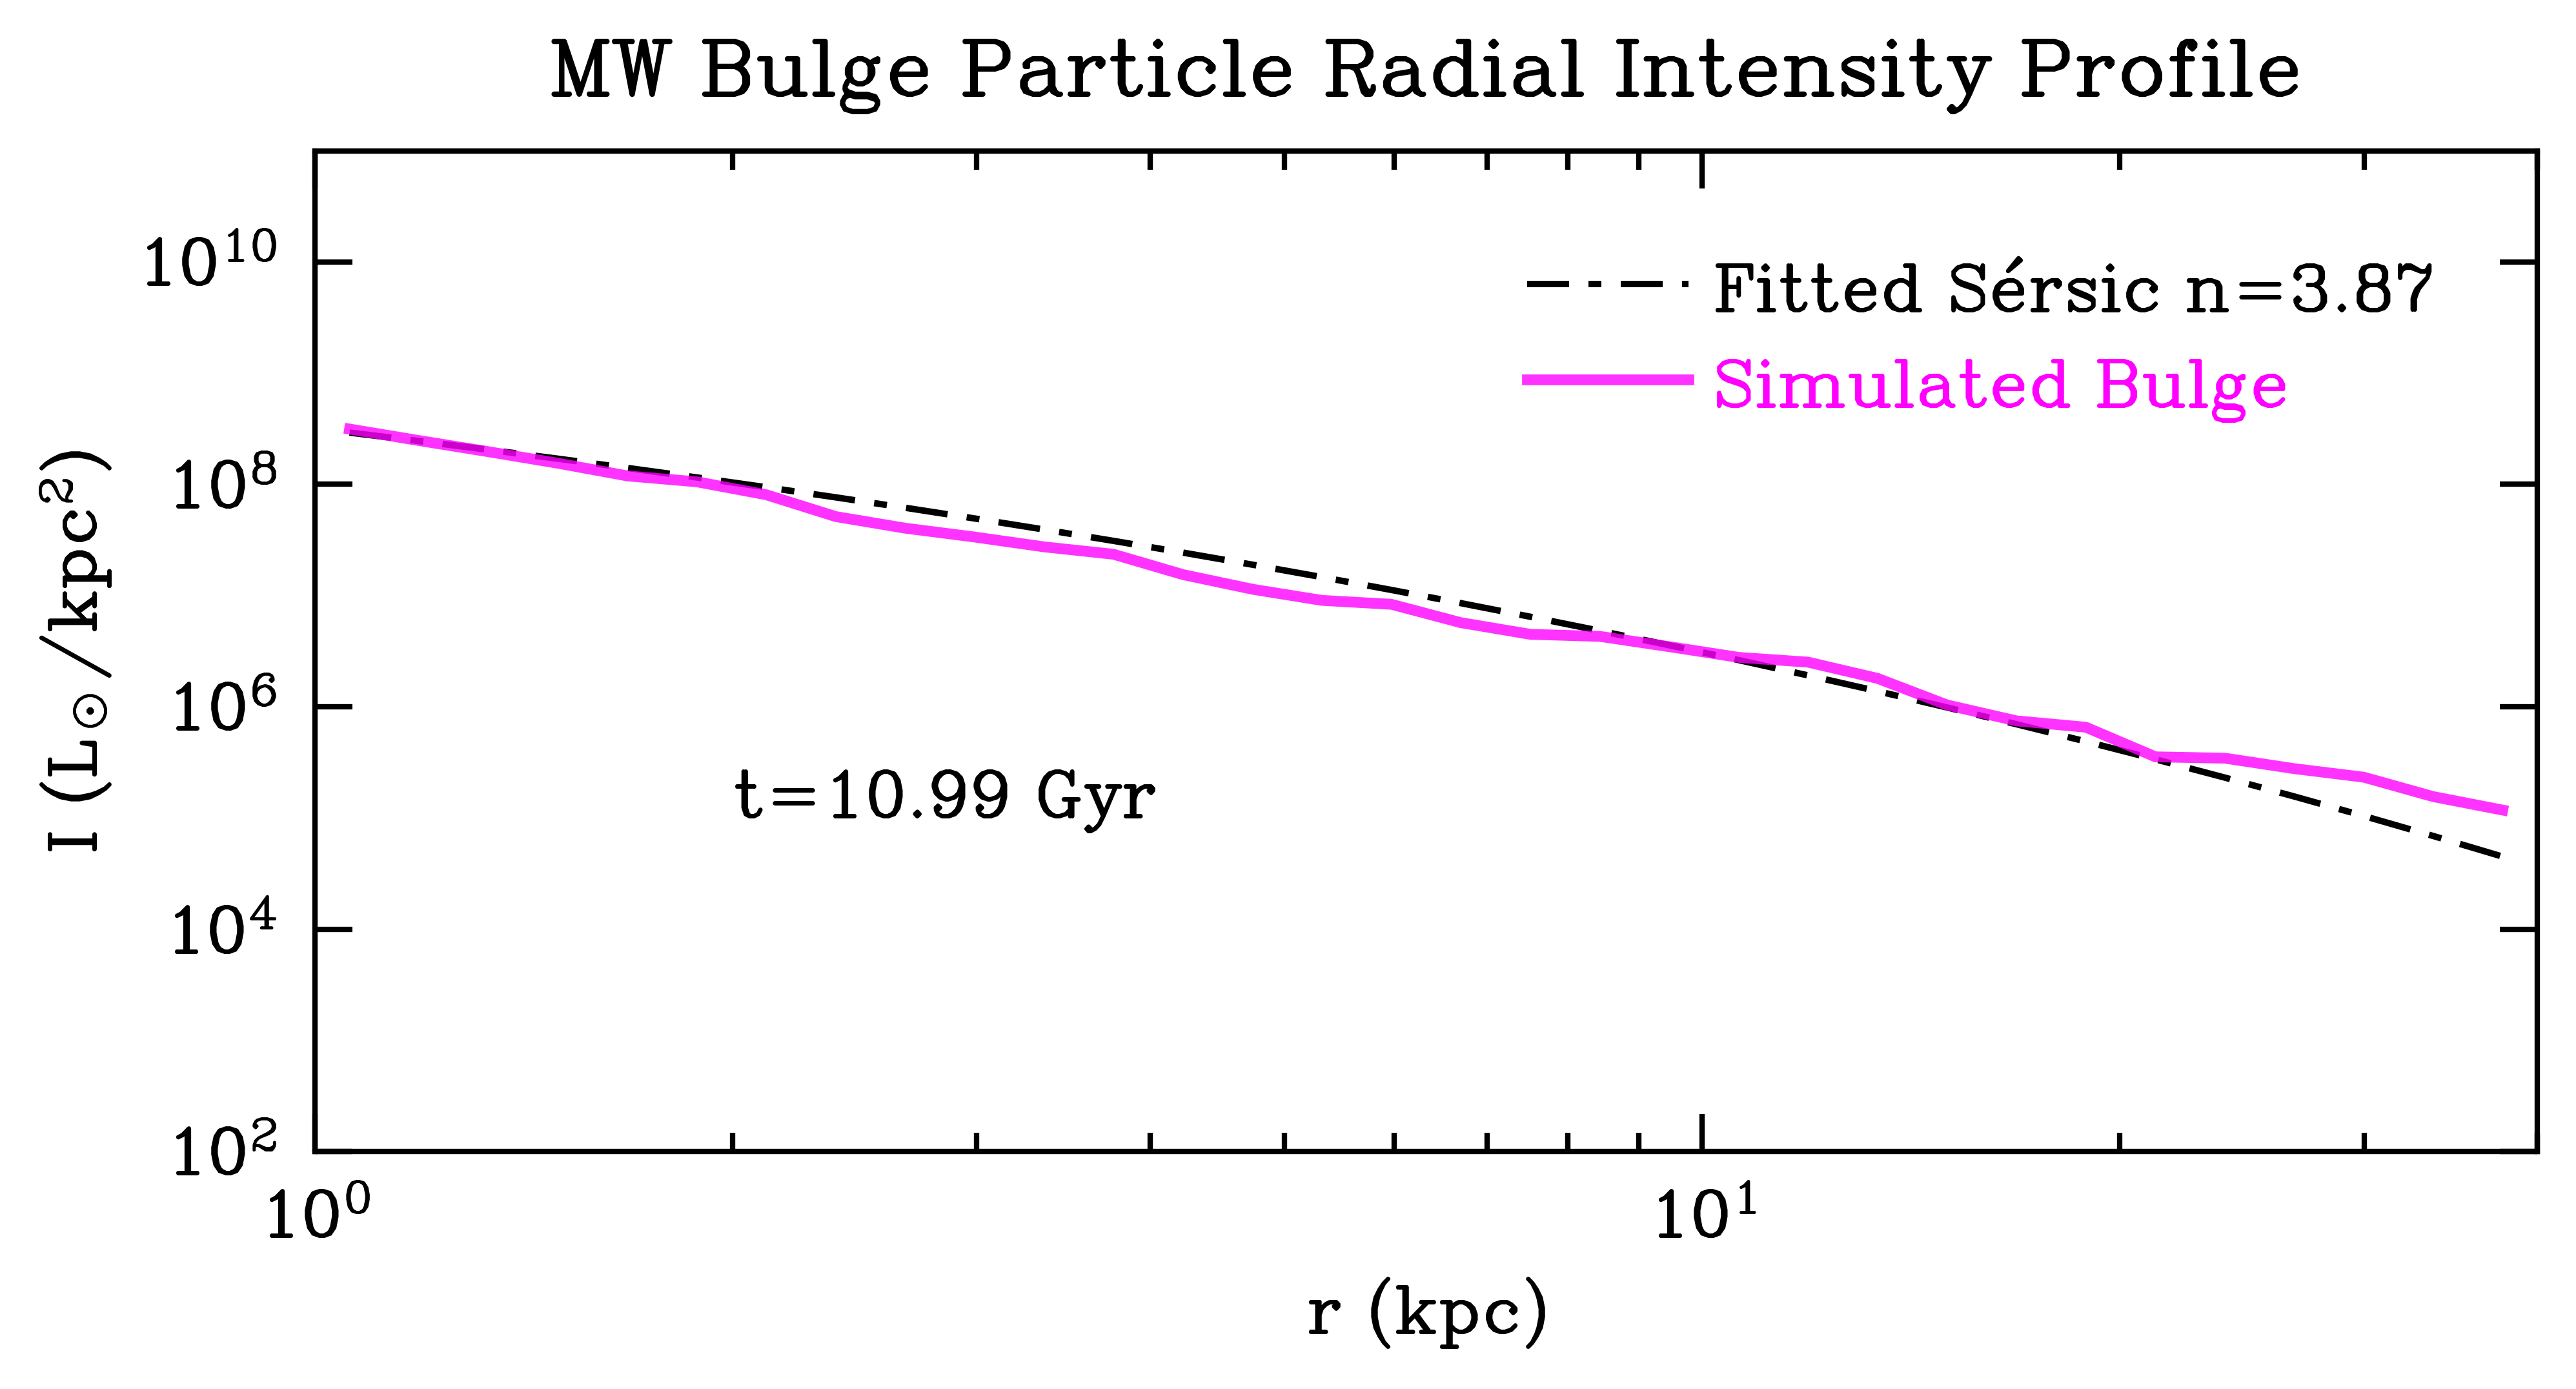 MW Bulge Particle Radial Intensity Profile
10¹⁰
10⁸
10⁶
10⁴
10²
I (L⊙/kpc²)
Fitted Sérsic n=3.87
Simulated Bulge
t=10.99 Gyr
10⁰ 10¹
r (kpc)